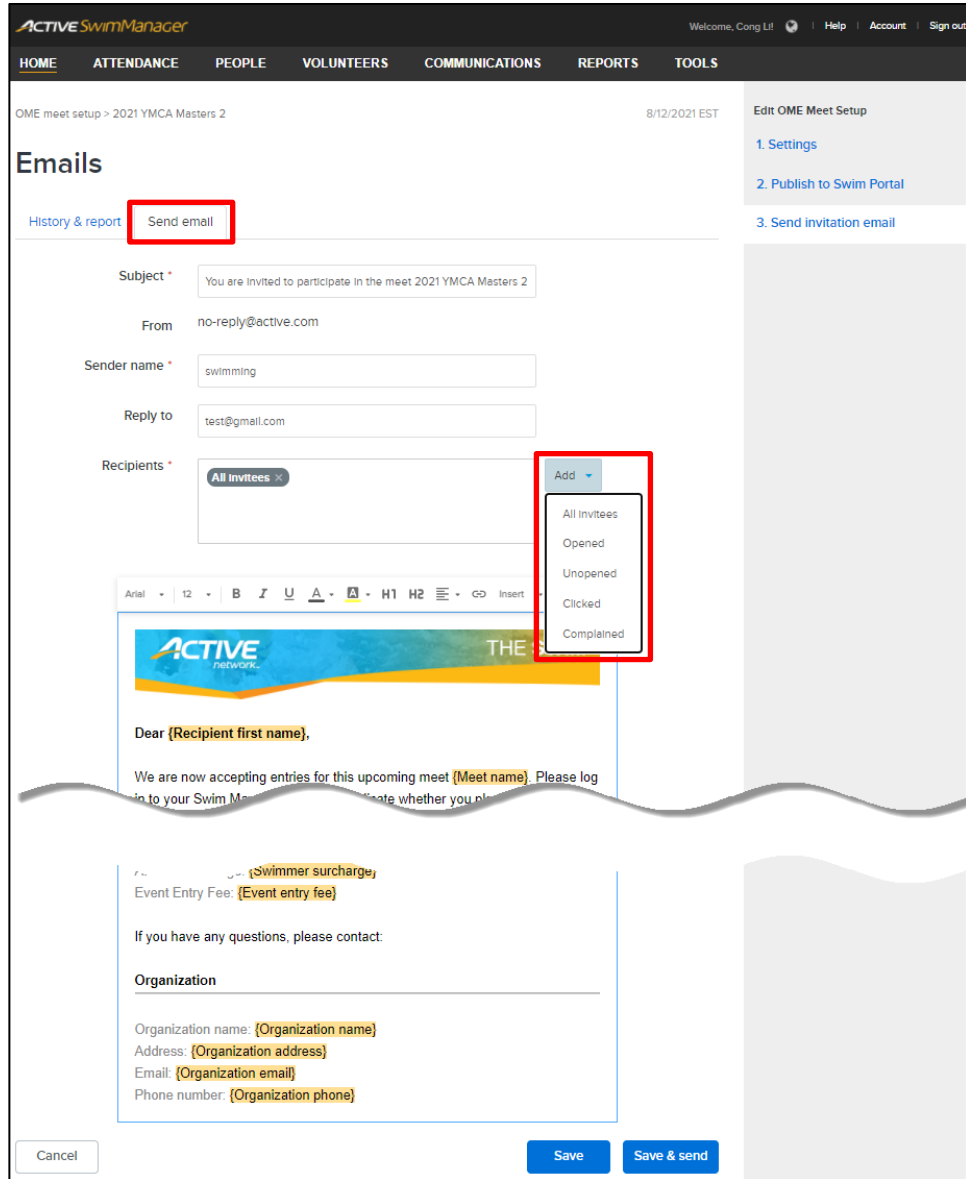 ACTIVE SwimManager Welcome, Cong Li! | Help | Account | Sign out
HOME ATTENDANCE PEOPLE VOLUNTEERS COMMUNICATIONS REPORTS TOOLS
OME meet setup > 2021 YMCA Masters 2 8/12/2021 EST
Edit OME Meet Setup
1. Settings
2. Publish to Swim Portal
3. Send invitation email
Emails
History & report Send email
Subject * You are invited to participate in the meet 2021 YMCA Masters 2
From no-reply@active.com
Sender name * swimming
Reply to test@gmail.com
Recipients * All invitees × Add
All invitees
Opened
Unopened
Clicked
Complained
Arial 12 B I U A A H1 H2 Insert
ACTIVE network. THE
Dear {Recipient first name},
We are now accepting entries for this upcoming meet {Meet name}. Please log
in to your Swim whether you
{Swimmer surcharge}
Event Entry Fee: {Event entry fee}
If you have any questions, please contact:
Organization
Organization name: {Organization name}
Address: {Organization address}
Email: {Organization email}
Phone number: {Organization phone}
Cancel Save Save & send